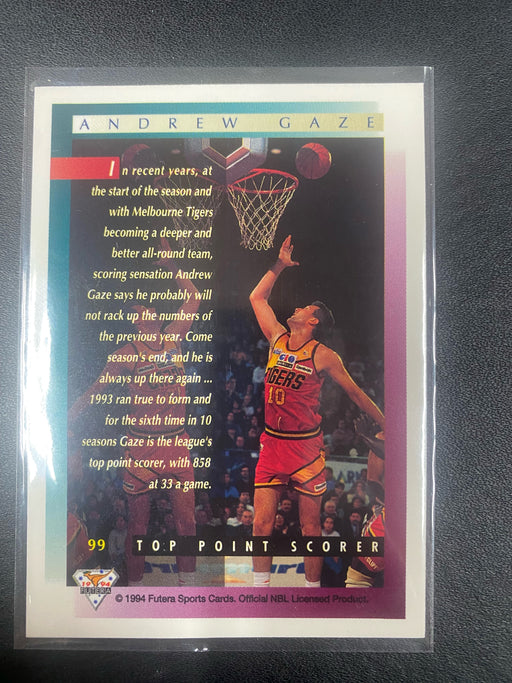 ANDREW GAZE
In recent years, at
the start of the season and
with Melbourne Tigers
becoming a deeper and
better all-round team,
scoring sensation Andrew
Gaze says he probably will
not rack up the numbers of
the previous year. Come
season's end, and he is
always up there again ...
1993 ran true to form and
for the sixth time in 10
seasons Gaze is the league's
top point scorer, with 858
at 33 a game.
TIGERS
10
99 TOP POINT SCORER
1994
FUTERA
© 1994 Futera Sports Cards. Official NBL Licensed Product.